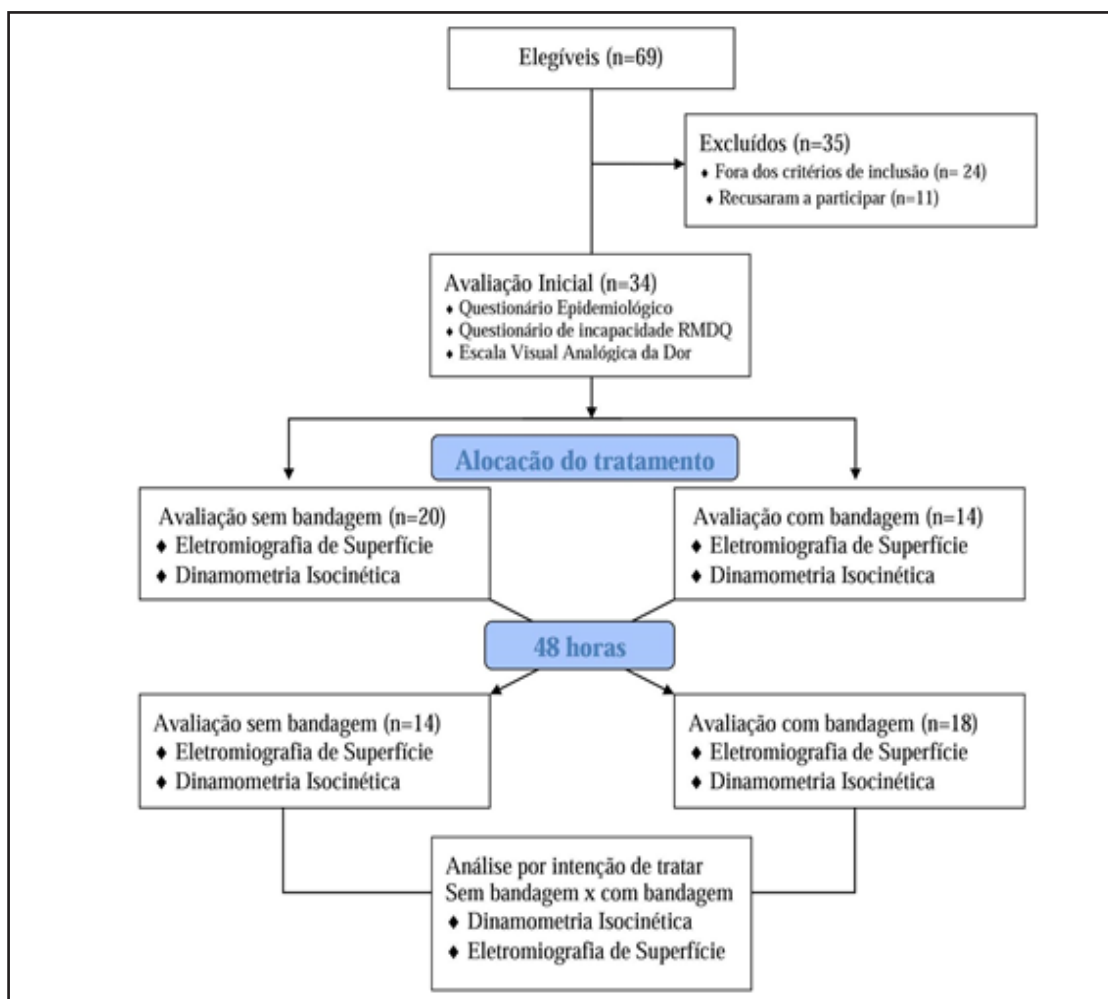 Elegíveis (n=69)
Excluídos (n=35)
♦ Fora dos critérios de inclusão (n= 24)
♦ Recusaram a participar (n=11)
Avaliação Inicial (n=34)
♦ Questionário Epidemiológico
♦ Questionário de incapacidade RMDQ
♦ Escala Visual Analógica da Dor
Alocacão do tratamento
Avaliação sem bandagem (n=20)
♦ Eletromiografia de Superfície
♦ Dinamometria Isocinética
Avaliação com bandagem (n=14)
♦ Eletromiografia de Superfície
♦ Dinamometria Isocinética
48 horas
Avaliação sem bandagem (n=14)
♦ Eletromiografia de Superfície
♦ Dinamometria Isocinética
Avaliação com bandagem (n=18)
♦ Eletromiografia de Superfície
♦ Dinamometria Isocinética
Análise por intenção de tratar
Sem bandagem x com bandagem
♦ Dinamometria Isocinética
♦ Eletromiografia de Superfície